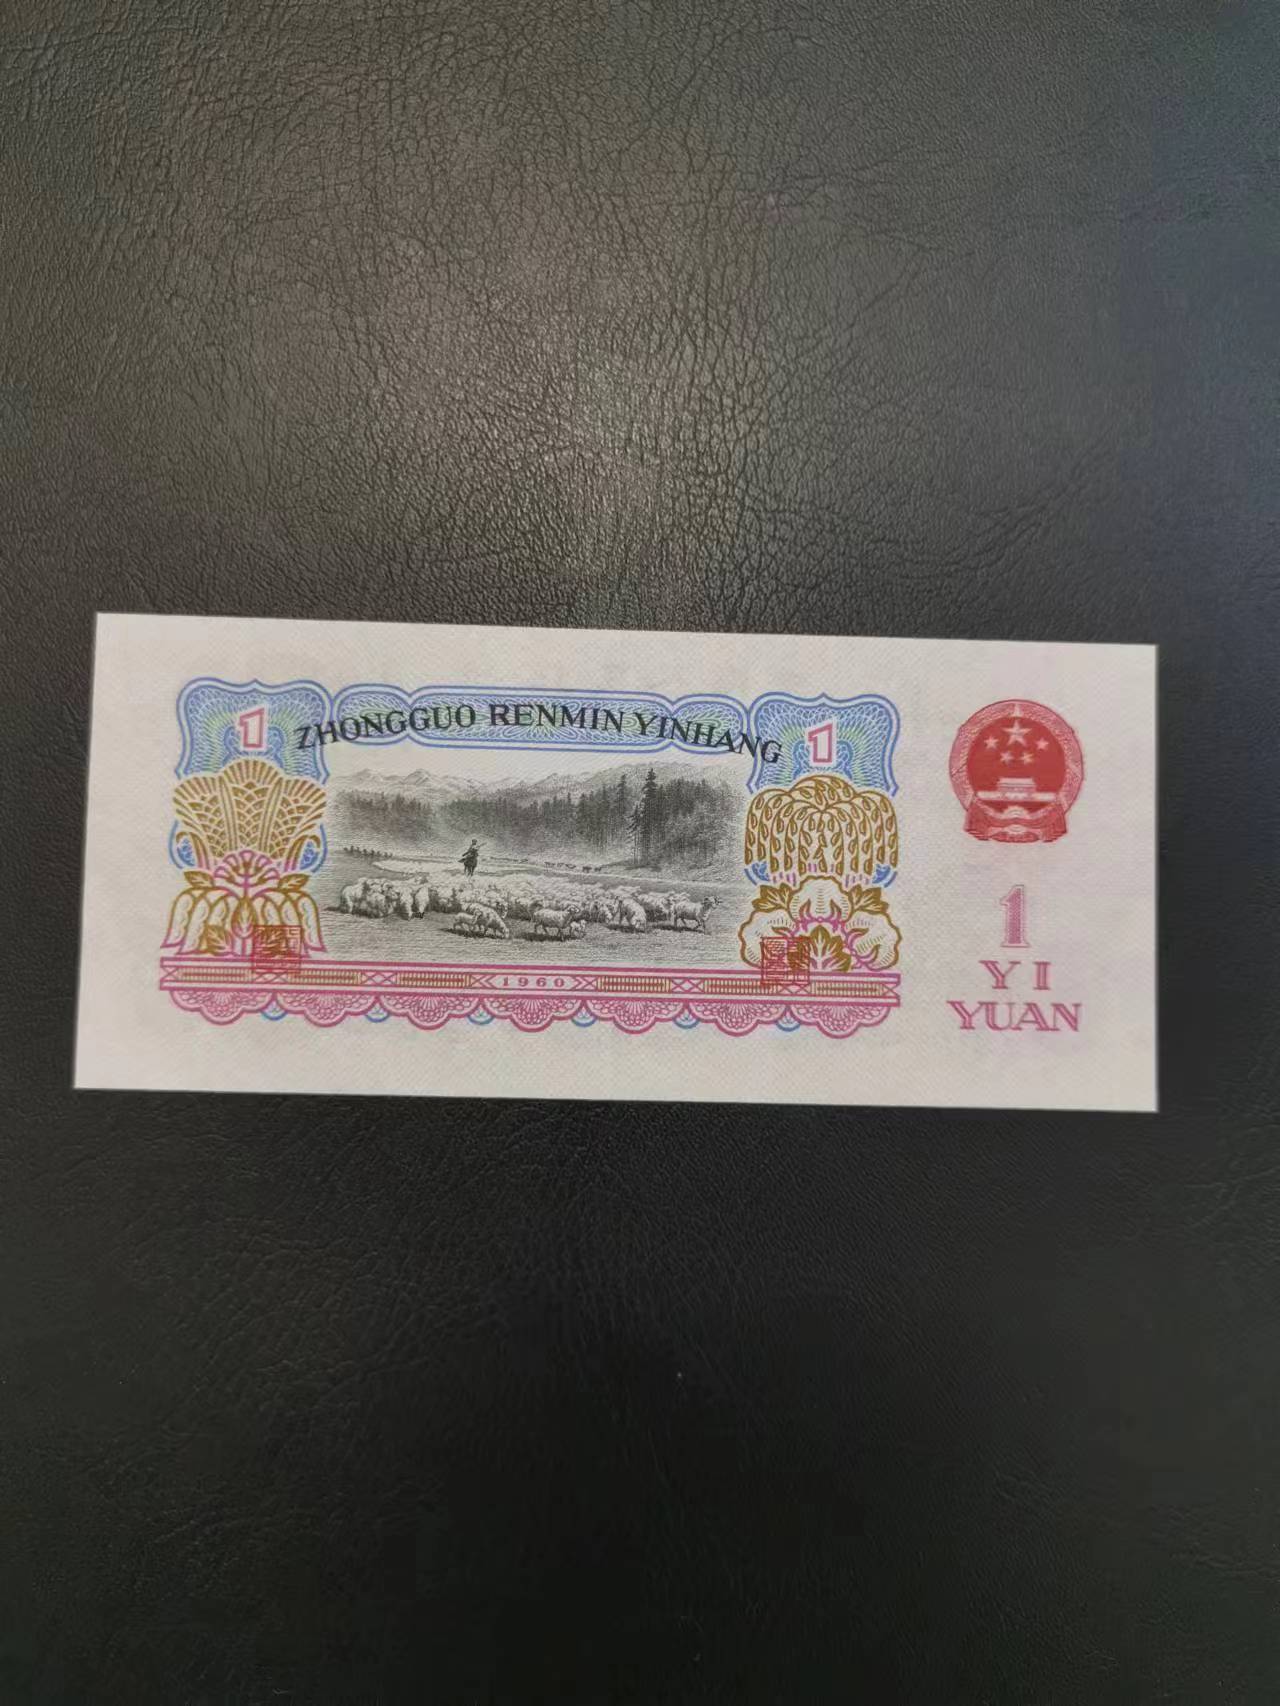 1
ZHONGGUO RENMIN YINHANG
1
1960
1
YI
YUAN